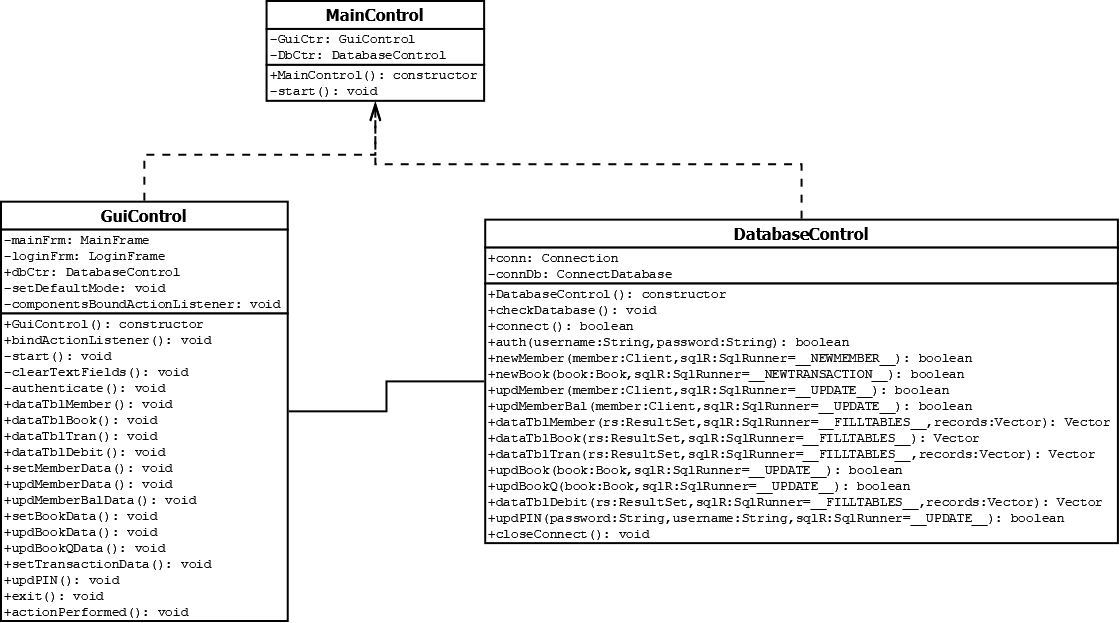 MainControl
-GuiCtr: GuiControl
-DbCtr: DatabaseControl
+MainControl(): constructor
-start(): void
GuiControl
-mainFrm: MainFrame
-loginFrm: LoginFrame
+dbCtr: DatabaseControl
-setDefaultMode: void
-componentsBoundActionListener: void
+GuiControl(): constructor
+bindActionListener(): void
-start(): void
-clearTextFields(): void
-authenticate(): void
+dataTblMember(): void
+dataTblBook(): void
+dataTblTran(): void
+dataTblDebit(): void
+setMemberData(): void
+updMemberData(): void
+updMemberBalData(): void
+setBookData(): void
+updBookData(): void
+updBookQData(): void
+setTransactionData(): void
+updPIN(): void
+exit(): void
+actionPerformed(): void
DatabaseControl
+conn: Connection
-connDb: ConnectDatabase
+DatabaseControl(): constructor
+checkDatabase(): void
+connect(): boolean
+auth(username:String,password:String): boolean
+newMember(member:Client,sqlR:SqlRunner=__NEWMEMBER__): boolean
+newBook(book:Book,sqlR:SqlRunner=__NEWTRANSACTION__): boolean
+updMember(member:Client,sqlR:SqlRunner=__UPDATE__): boolean
+updMemberBal(member:Client,sqlR:SqlRunner=__UPDATE__): boolean
+dataTblMember(rs:ResultSet,sqlR:SqlRunner=__FILLTABLES__,records:Vector): Vector
+dataTblBook(rs:ResultSet,sqlR:SqlRunner=__FILLTABLES__): Vector
+dataTblTran(rs:ResultSet,sqlR:SqlRunner=__FILLTABLES__,records:Vector): Vector
+updBook(book:Book,sqlR:SqlRunner=__UPDATE__): boolean
+updBookQ(book:Book,sqlR:SqlRunner=__UPDATE__): boolean
+dataTblDebit(rs:ResultSet,sqlR:SqlRunner=__FILLTABLES__,records:Vector): Vector
+updPIN(password:String,username:String,sqlR:SqlRunner=__UPDATE__): boolean
+closeConnect(): void